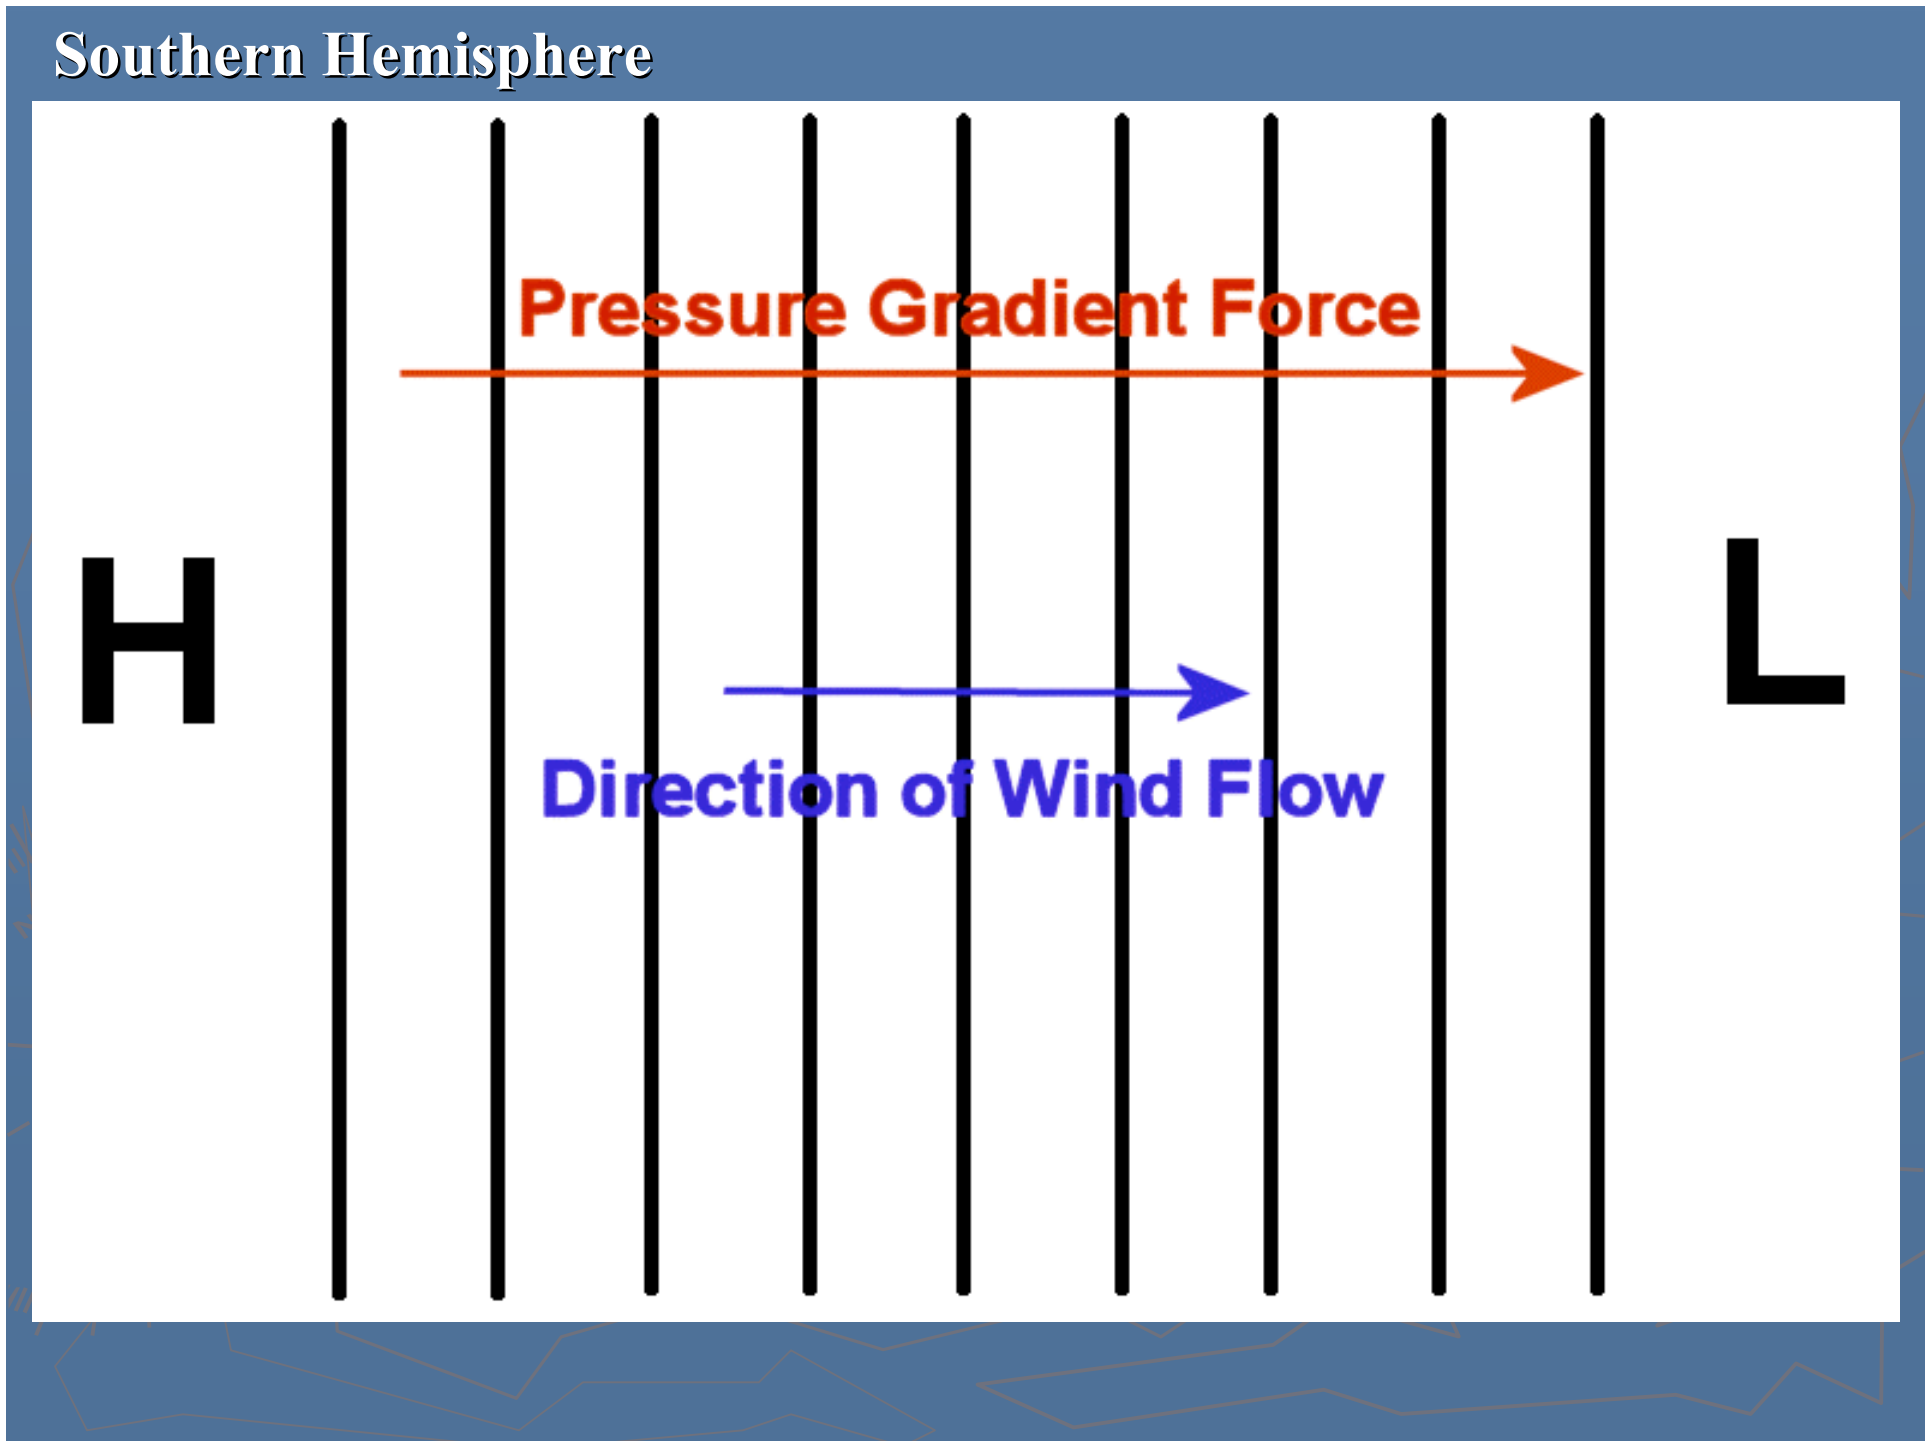 Southern Hemisphere
Pressure Gradient Force
H
L
Direction of Wind Flow